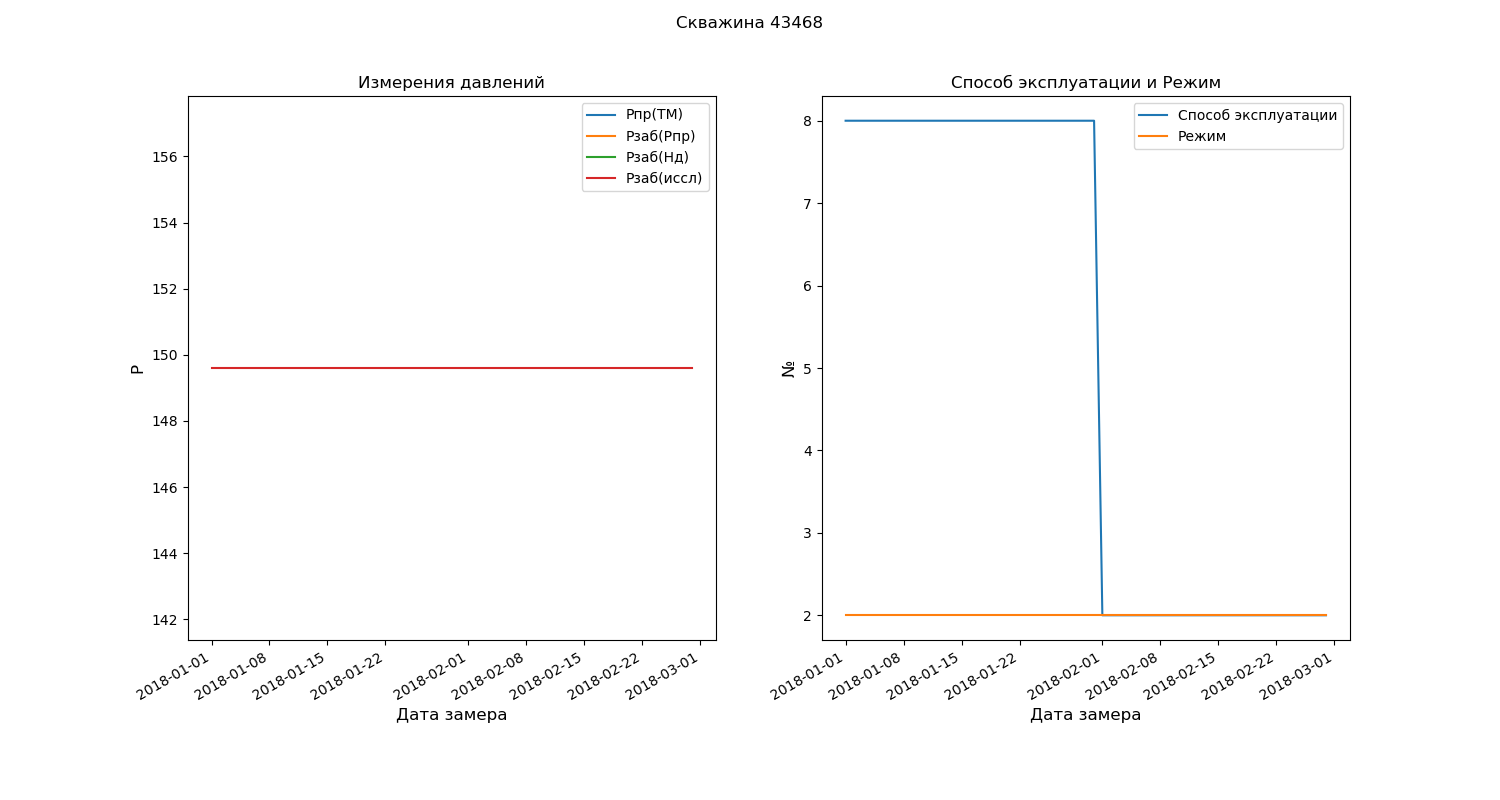 Скважина 43468
Измерения давлений
Рпр(ТМ)
Рзаб(Рпр)
Рзаб(Нд)
Рзаб(иссл)
156
154
152
150
148
146
144
142
Р
2018-01-01
2018-01-08
2018-01-15
2018-01-22
2018-02-01
2018-02-08
2018-02-15
2018-02-22
2018-03-01
Дата замера
Способ эксплуатации и Режим
Способ эксплуатации
Режим
8
7
6
5
4
3
2
№
2018-01-01
2018-01-08
2018-01-15
2018-01-22
2018-02-01
2018-02-08
2018-02-15
2018-02-22
2018-03-01
Дата замера